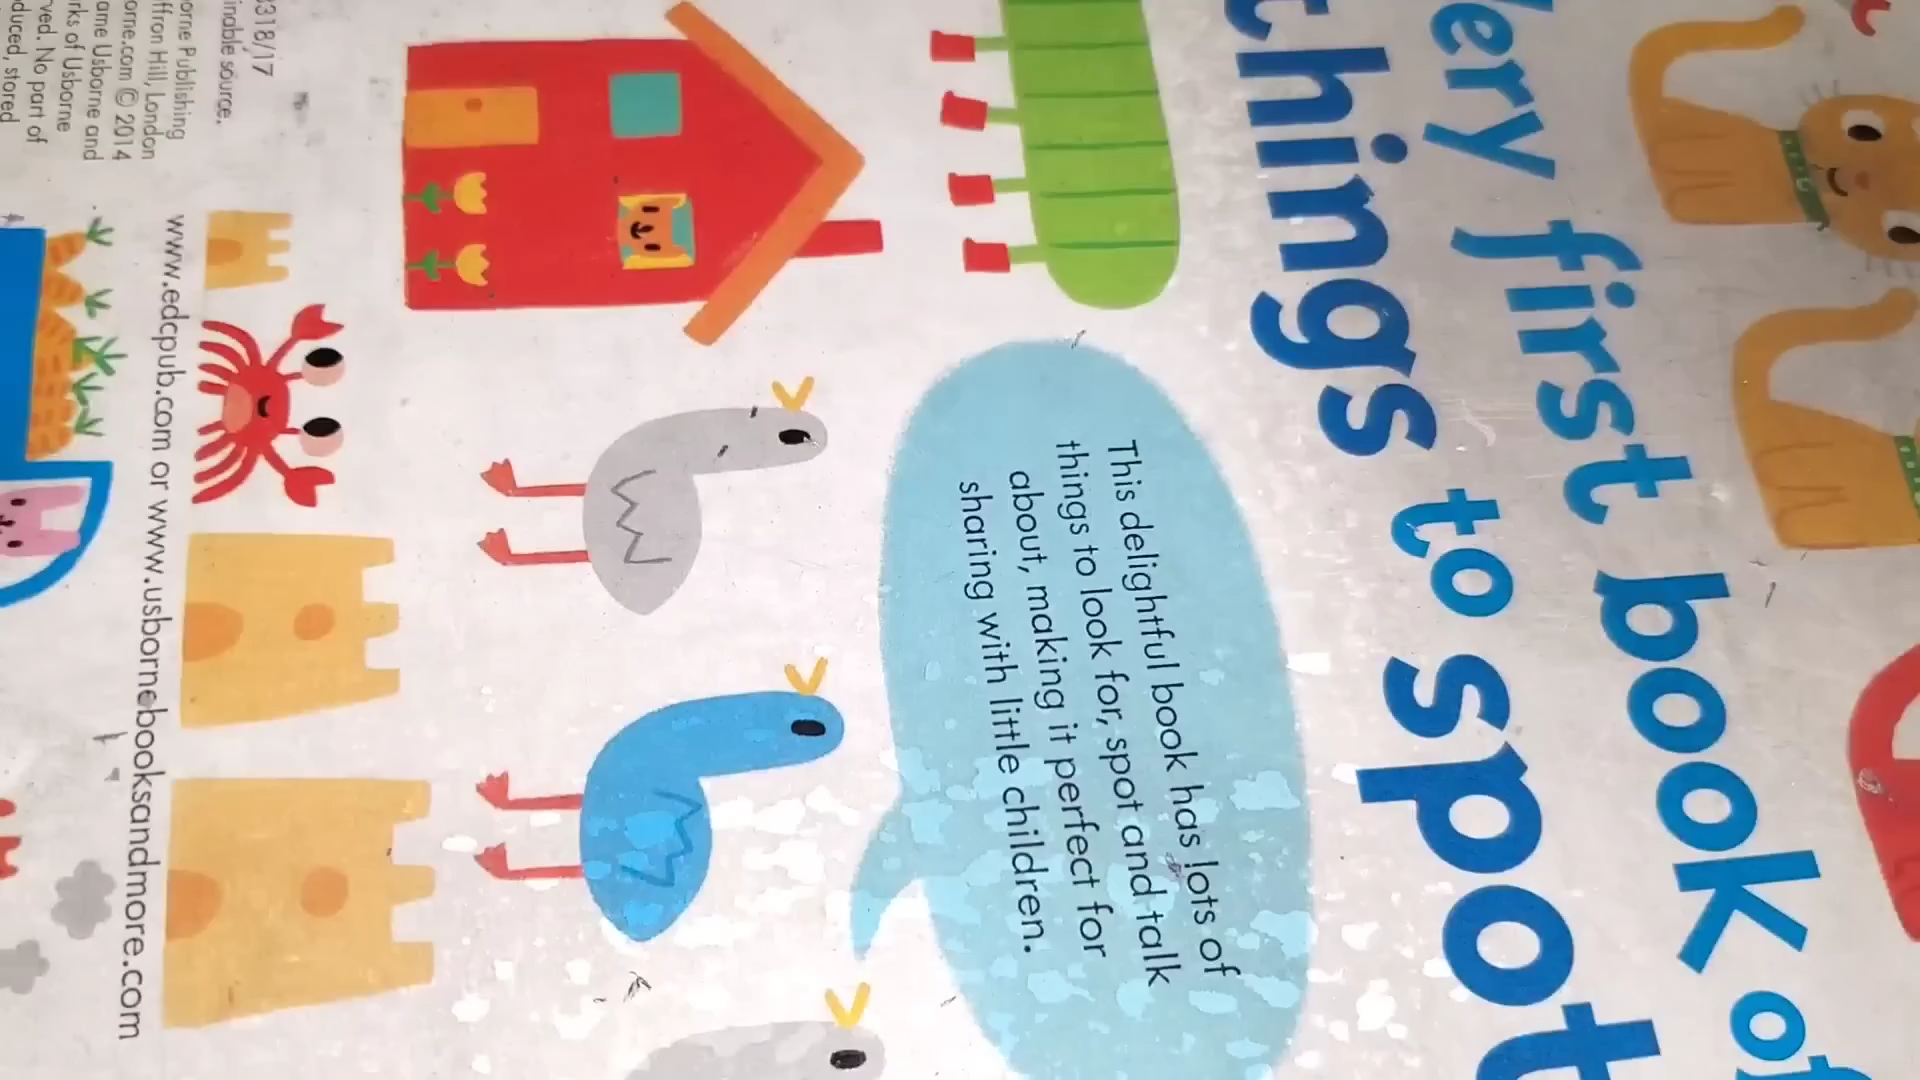 ery first book of
things to spot
This delightful book has lots of
things to look for, spot and talk
about, making it perfect for
sharing with little children.
0318/17
inable source.
orne Publishing
ffron Hill, London
orne.com © 2014
ame Usborne and
rks of Usborne
ved. No part of
duced, stored
www.edcpub.com or www.usbornebooksandmore.com